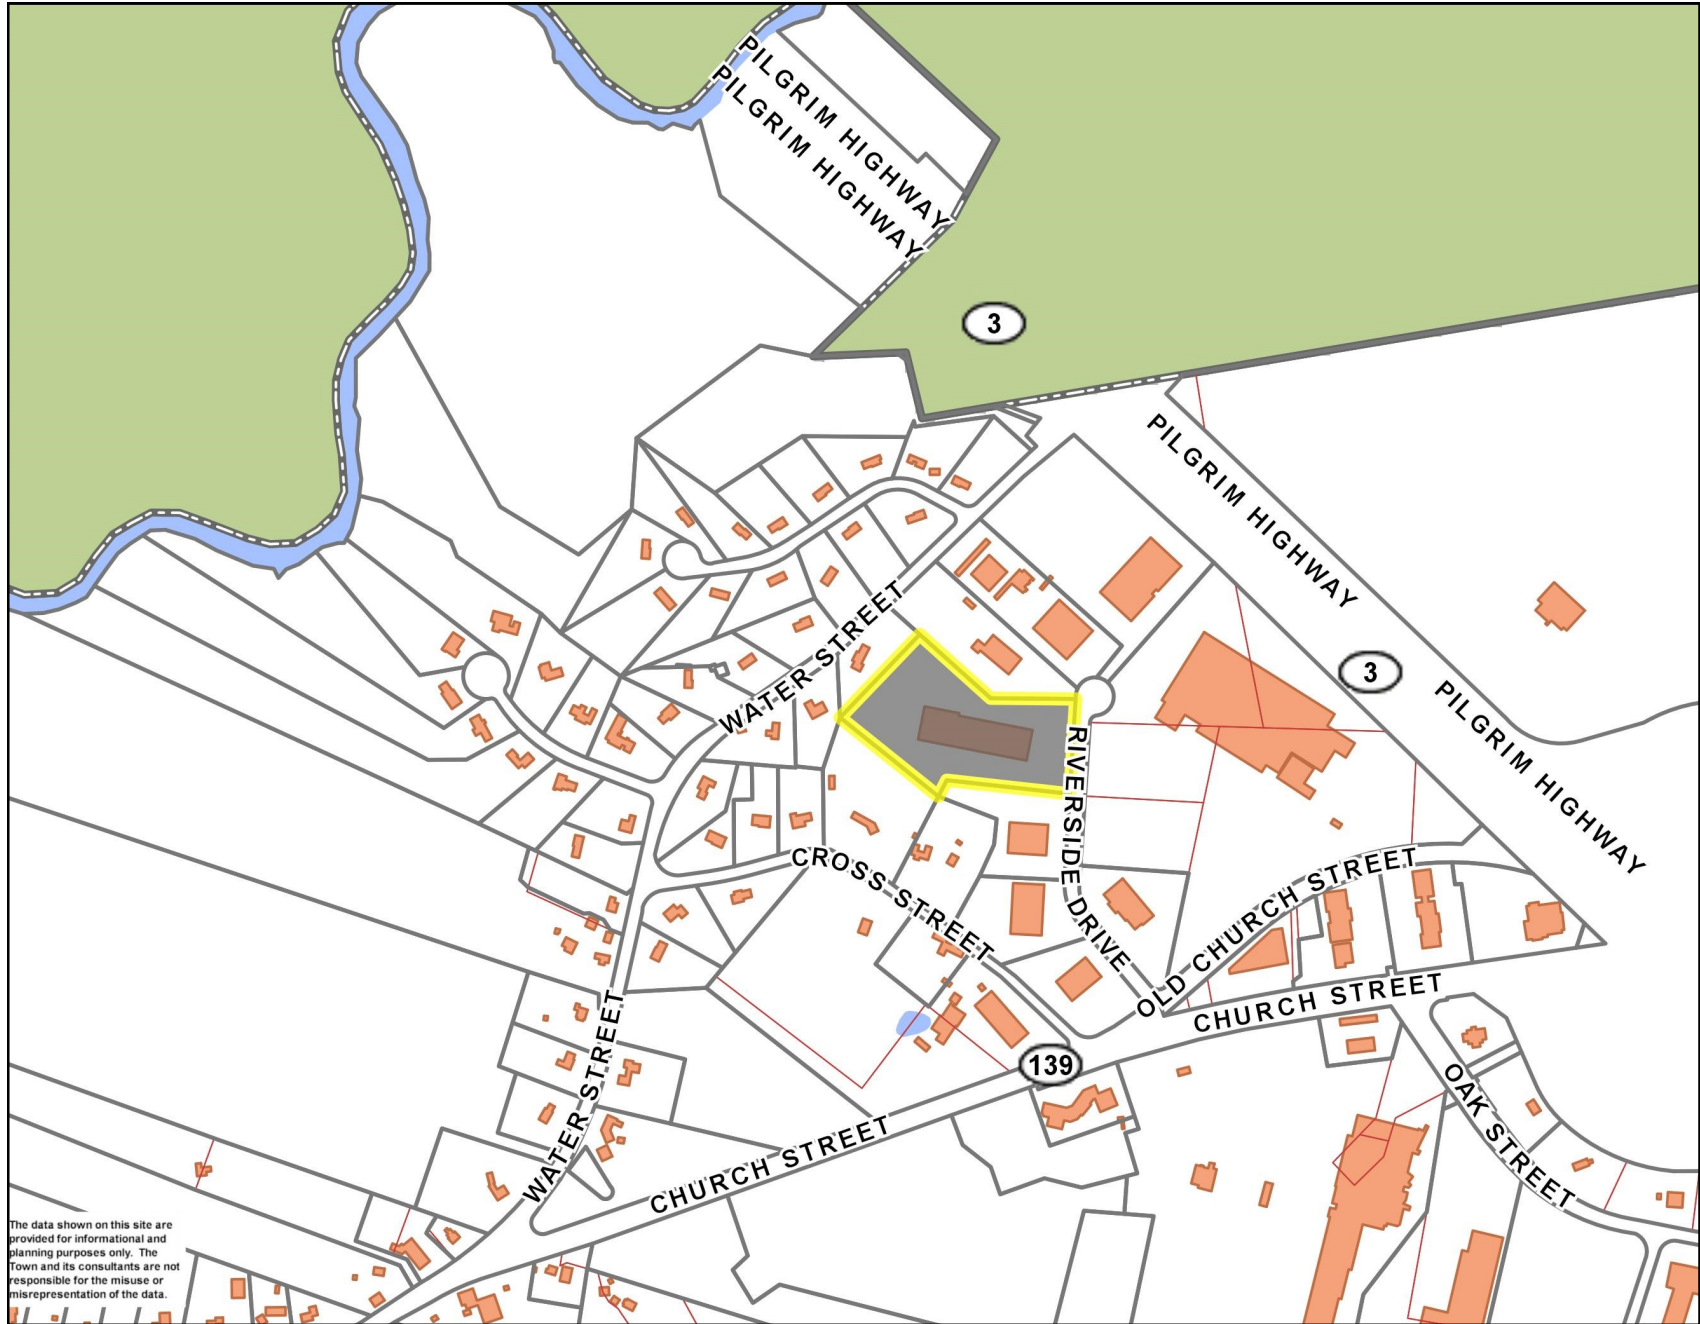 PILGRIM HIGHWAY
PILGRIM HIGHWAY
3
PILGRIM HIGHWAY
WATER STREET
3
PILGRIM HIGHWAY
RIVERSIDE DRIVE
CROSS STREET
OLD CHURCH STREET
CHURCH STREET
WATER STREET
139
OAK STREET
CHURCH STREET
The data shown on this site are
provided for informational and
planning purposes only. The
Town and its consultants are not
responsible for the misuse or
misrepresentation of the data.